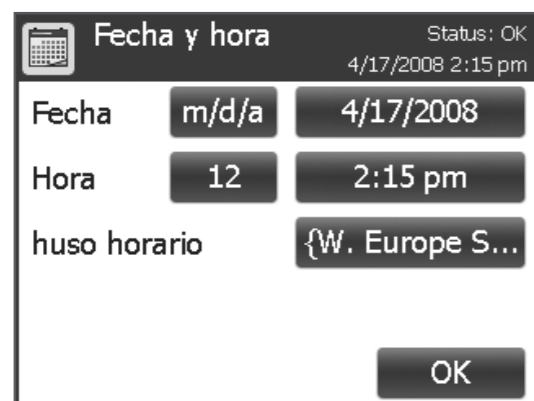 Fecha y hora Status: OK
4/17/2008 2:15 pm
Fecha m/d/a 4/17/2008
Hora 12 2:15 pm
huso horario {W. Europe S...
OK